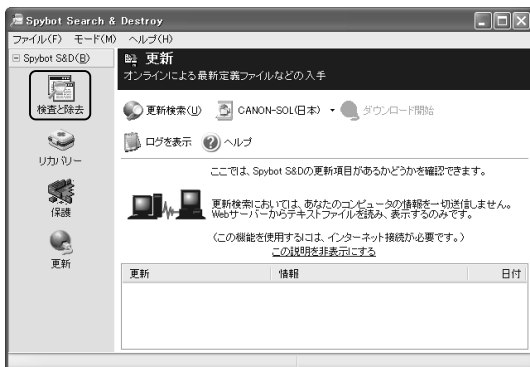 Spybot Search & Destroy
ファイル(F) モード(M) ヘルプ(H)
Spybot S&D(B)
検査と除去
リカバリー
保護
更新
更新
オンラインによる最新定義ファイルなどの入手
更新検索(U) CANON-SOL(日本) ダウンロード開始
ログを表示 ヘルプ
ここでは、Spybot S&Dの更新項目があるかどうかを確認できます。
更新検索においては、あなたのコンピュータの情報を一切送信しません。
Webサーバーからテキストファイルを読み、表示するのみです。
(この機能を使用するには、インターネット接続が必要です。)
この説明を非表示にする
更新 情報 日付